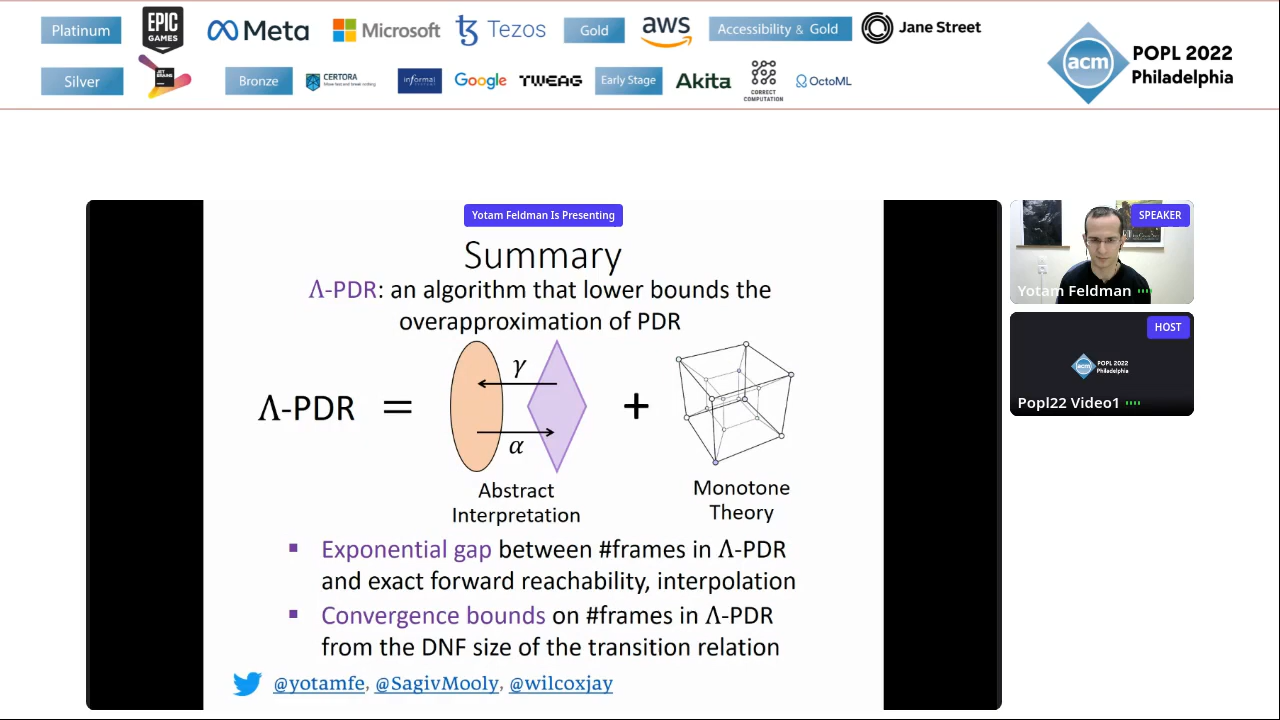 Platinum
EPIC GAMES
Meta
Microsoft
Tezos
Gold
aws
Accessibility & Gold
Jane Street
Silver
JET BRAINS
Bronze
CERTORA
informal
Google
TWEAG
Early Stage
Akita
CORRECT COMPUTATION
OctoML
acm
POPL 2022
Philadelphia
Yotam Feldman Is Presenting
Summary
Λ-PDR: an algorithm that lower bounds the
overapproximation of PDR
Λ-PDR = γ α +
Abstract
Interpretation
Monotone
Theory
▪ Exponential gap between #frames in Λ-PDR
and exact forward reachability, interpolation
▪ Convergence bounds on #frames in Λ-PDR
from the DNF size of the transition relation
@yotamfe, @SagivMooly, @wilcoxjay
SPEAKER
Yotam Feldman
HOST
acm
POPL 2022
Philadelphia
Popl22 Video1